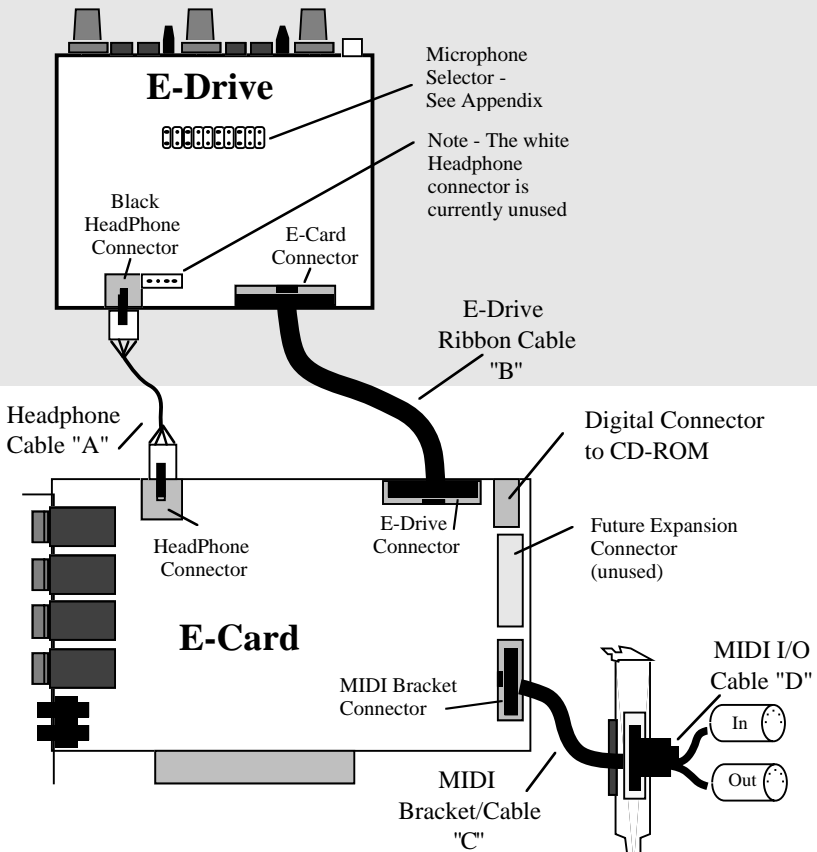 E-Drive
Microphone
Selector -
See Appendix
Note - The white
Headphone
connector is
currently unused
Black
HeadPhone
Connector
E-Card
Connector
E-Drive
Ribbon Cable
"B"
Headphone
Cable "A"
Digital Connector
to CD-ROM
HeadPhone
Connector
E-Drive
Connector
Future Expansion
Connector
(unused)
E-Card
MIDI Bracket
Connector
MIDI I/O
Cable "D"
In
Out
MIDI
Bracket/Cable
"C"